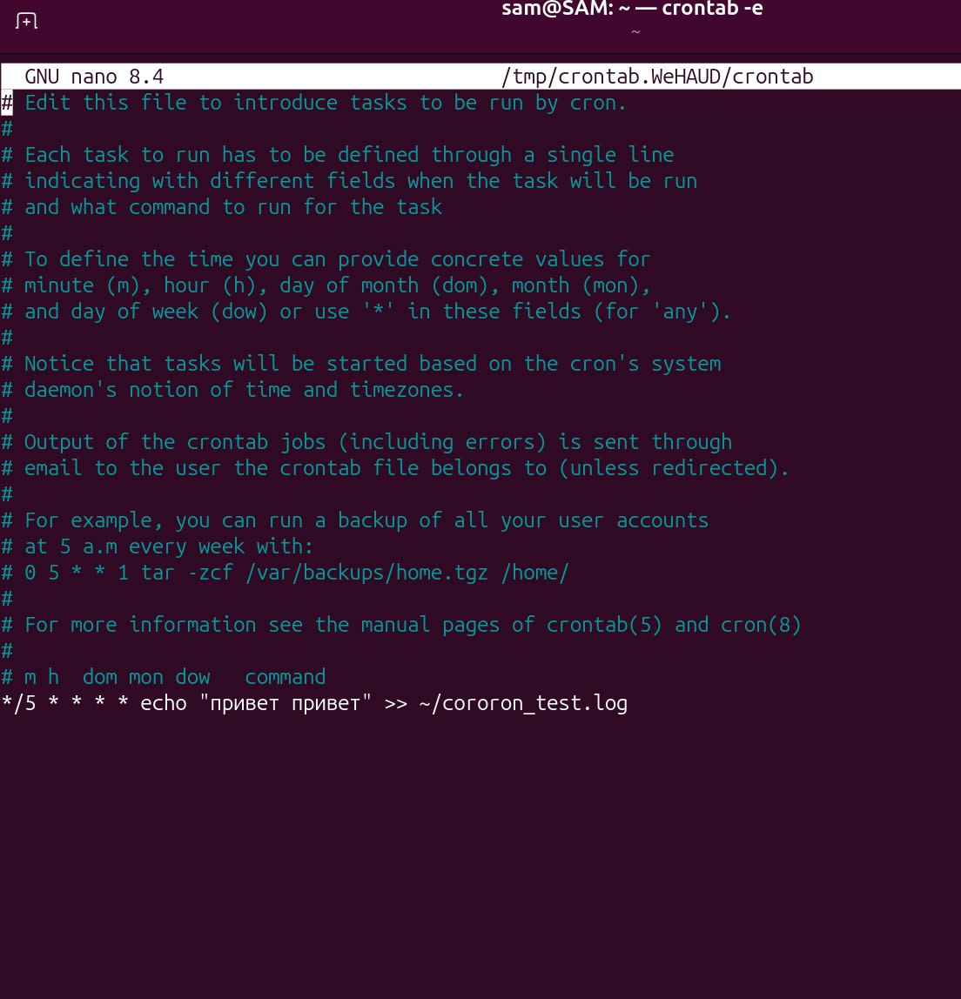 sam@SAM: ~ — crontab -e
~
GNU nano 8.4 /tmp/crontab.WeHAUD/crontab
# Edit this file to introduce tasks to be run by cron.
#
# Each task to run has to be defined through a single line
# indicating with different fields when the task will be run
# and what command to run for the task
#
# To define the time you can provide concrete values for
# minute (m), hour (h), day of month (dom), month (mon),
# and day of week (dow) or use '*' in these fields (for 'any').
#
# Notice that tasks will be started based on the cron's system
# daemon's notion of time and timezones.
#
# Output of the crontab jobs (including errors) is sent through
# email to the user the crontab file belongs to (unless redirected).
#
# For example, you can run a backup of all your user accounts
# at 5 a.m every week with:
# 0 5 * * 1 tar -zcf /var/backups/home.tgz /home/
#
# For more information see the manual pages of crontab(5) and cron(8)
#
# m h  dom mon dow   command
*/5 * * * * echo "привет привет" >> ~/cororon_test.log